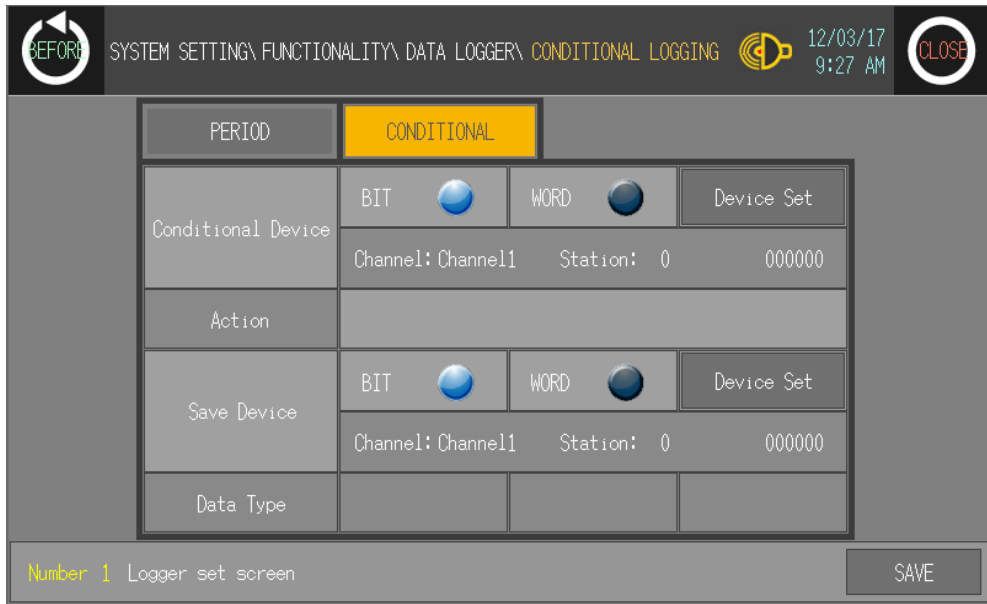 BEFORE SYSTEM SETTING\ FUNCTIONALITY\ DATA LOGGER\ CONDITIONAL LOGGING 12/03/17 CLOSE
9:27 AM
PERIOD CONDITIONAL
Conditional Device BIT WORD Device Set
Channel: Channel1 Station: 0 000000
Action
Save Device BIT WORD Device Set
Channel: Channel1 Station: 0 000000
Data Type
Number 1 Logger set screen SAVE